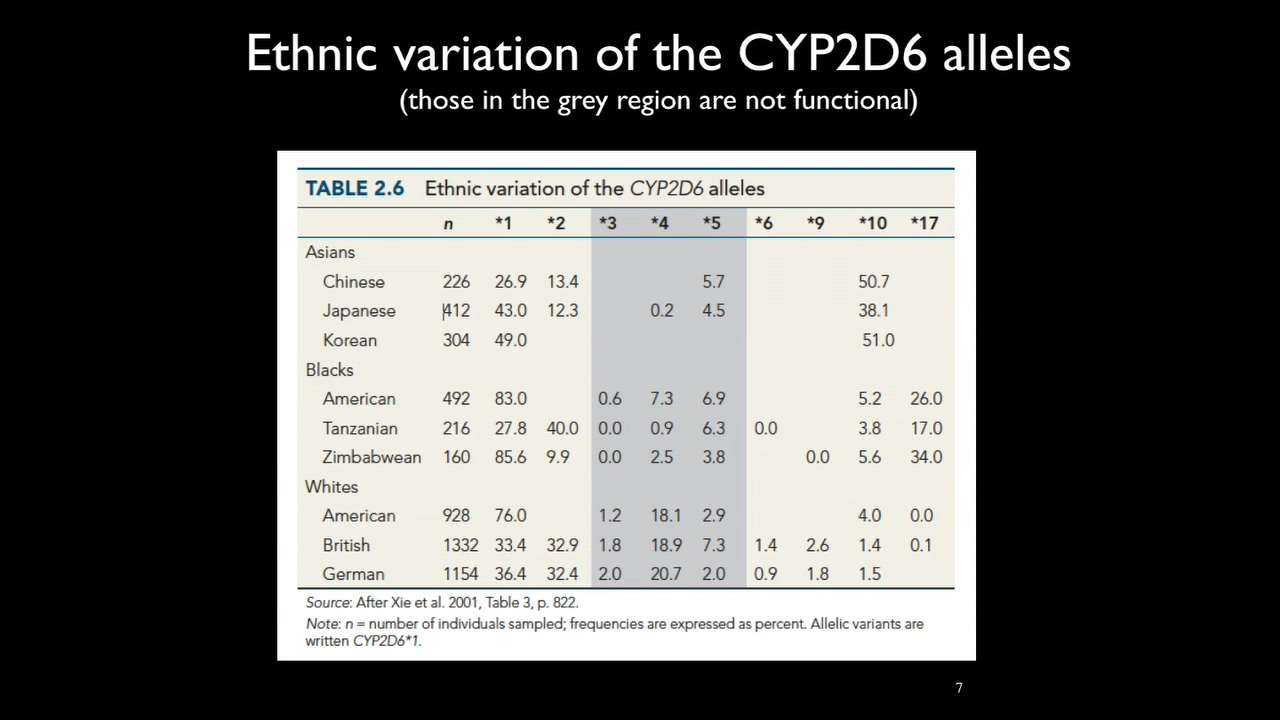 Ethnic variation of the CYP2D6 alleles
(those in the grey region are not functional)
TABLE 2.6 Ethnic variation of the CYP2D6 alleles
n *1 *2 *3 *4 *5 *6 *9 *10 *17
Asians
Chinese 226 26.9 13.4 5.7 50.7
Japanese 412 43.0 12.3 0.2 4.5 38.1
Korean 304 49.0 51.0
Blacks
American 492 83.0 0.6 7.3 6.9 5.2 26.0
Tanzanian 216 27.8 40.0 0.0 0.9 6.3 0.0 3.8 17.0
Zimbabwean 160 85.6 9.9 0.0 2.5 3.8 0.0 5.6 34.0
Whites
American 928 76.0 1.2 18.1 2.9 4.0 0.0
British 1332 33.4 32.9 1.8 18.9 7.3 1.4 2.6 1.4 0.1
German 1154 36.4 32.4 2.0 20.7 2.0 0.9 1.8 1.5
Source: After Xie et al. 2001, Table 3, p. 822.
Note: n = number of individuals sampled; frequencies are expressed as percent. Allelic variants are
written CYP2D6*1.
7